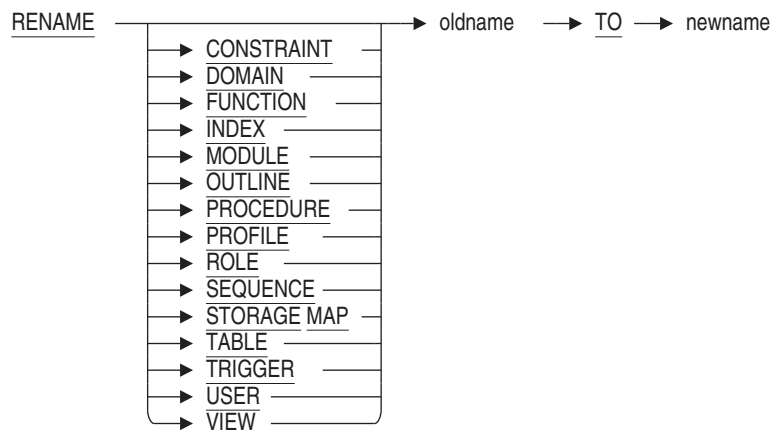 RENAME oldname TO newname
CONSTRAINT
DOMAIN
FUNCTION
INDEX
MODULE
OUTLINE
PROCEDURE
PROFILE
ROLE
SEQUENCE
STORAGE MAP
TABLE
TRIGGER
USER
VIEW